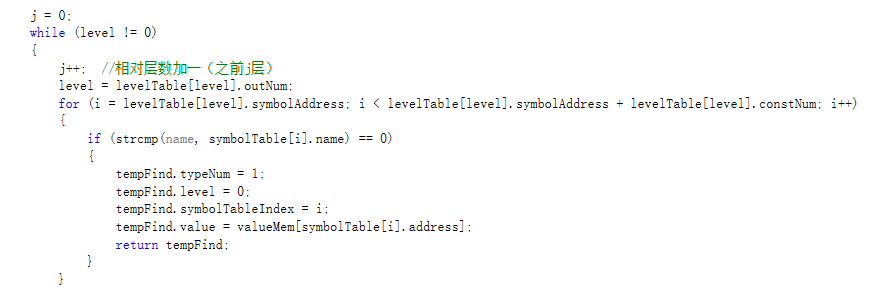 j = 0;
while (level != 0)
{
j++;  //相对层数加一（之前j层）
level = levelTable[level].outNum;
for (i = levelTable[level].symbolAddress; i < levelTable[level].symbolAddress + levelTable[level].constNum; i++)
{
if (strcmp(name, symbolTable[i].name) == 0)
{
tempFind.typeNum = 1;
tempFind.level = 0;
tempFind.symbolTableIndex = i;
tempFind.value = valueMem[symbolTable[i].address];
return tempFind;
}
}